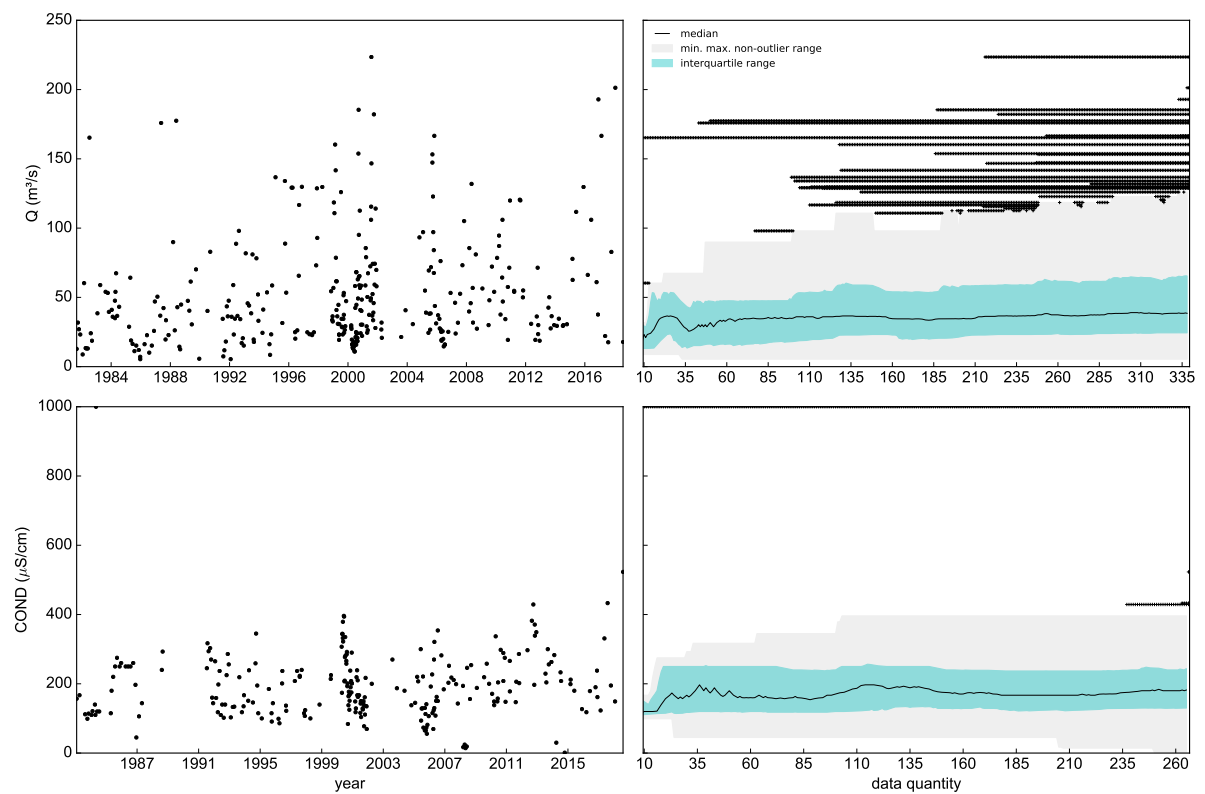 250
200
150
100
50
0
Q (m³/s)
1984 1988 1992 1996 2000 2004 2008 2012 2016
median
min. max. non-outlier range
interquartile range
10 35 60 85 110 135 160 185 210 235 260 285 310 335
1000
800
600
400
200
0
COND (μS/cm)
1987 1991 1995 1999 2003 2007 2011 2015
year
10 35 60 85 110 135 160 185 210 235 260
data quantity